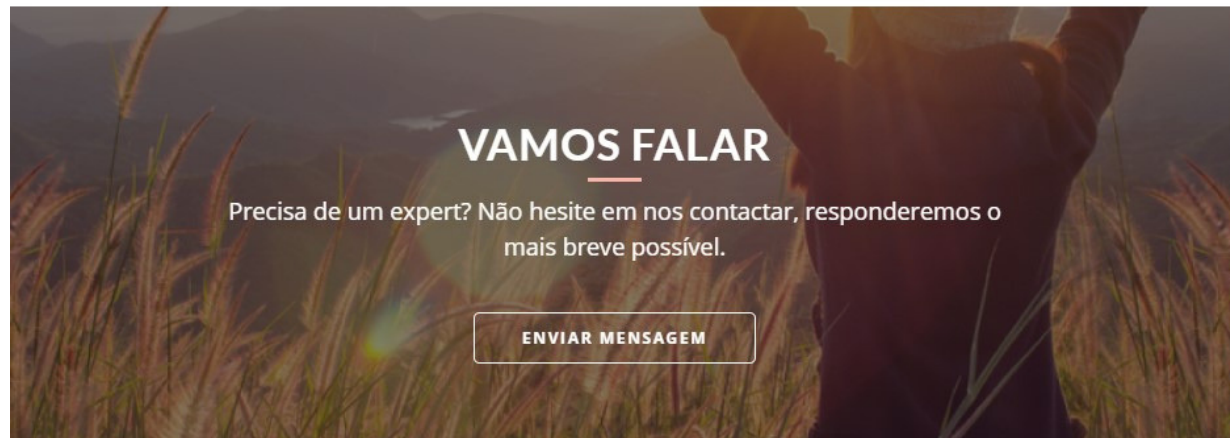 VAMOS FALAR
Precisa de um expert? Não hesite em nos contactar, responderemos o
mais breve possível.
ENVIAR MENSAGEM